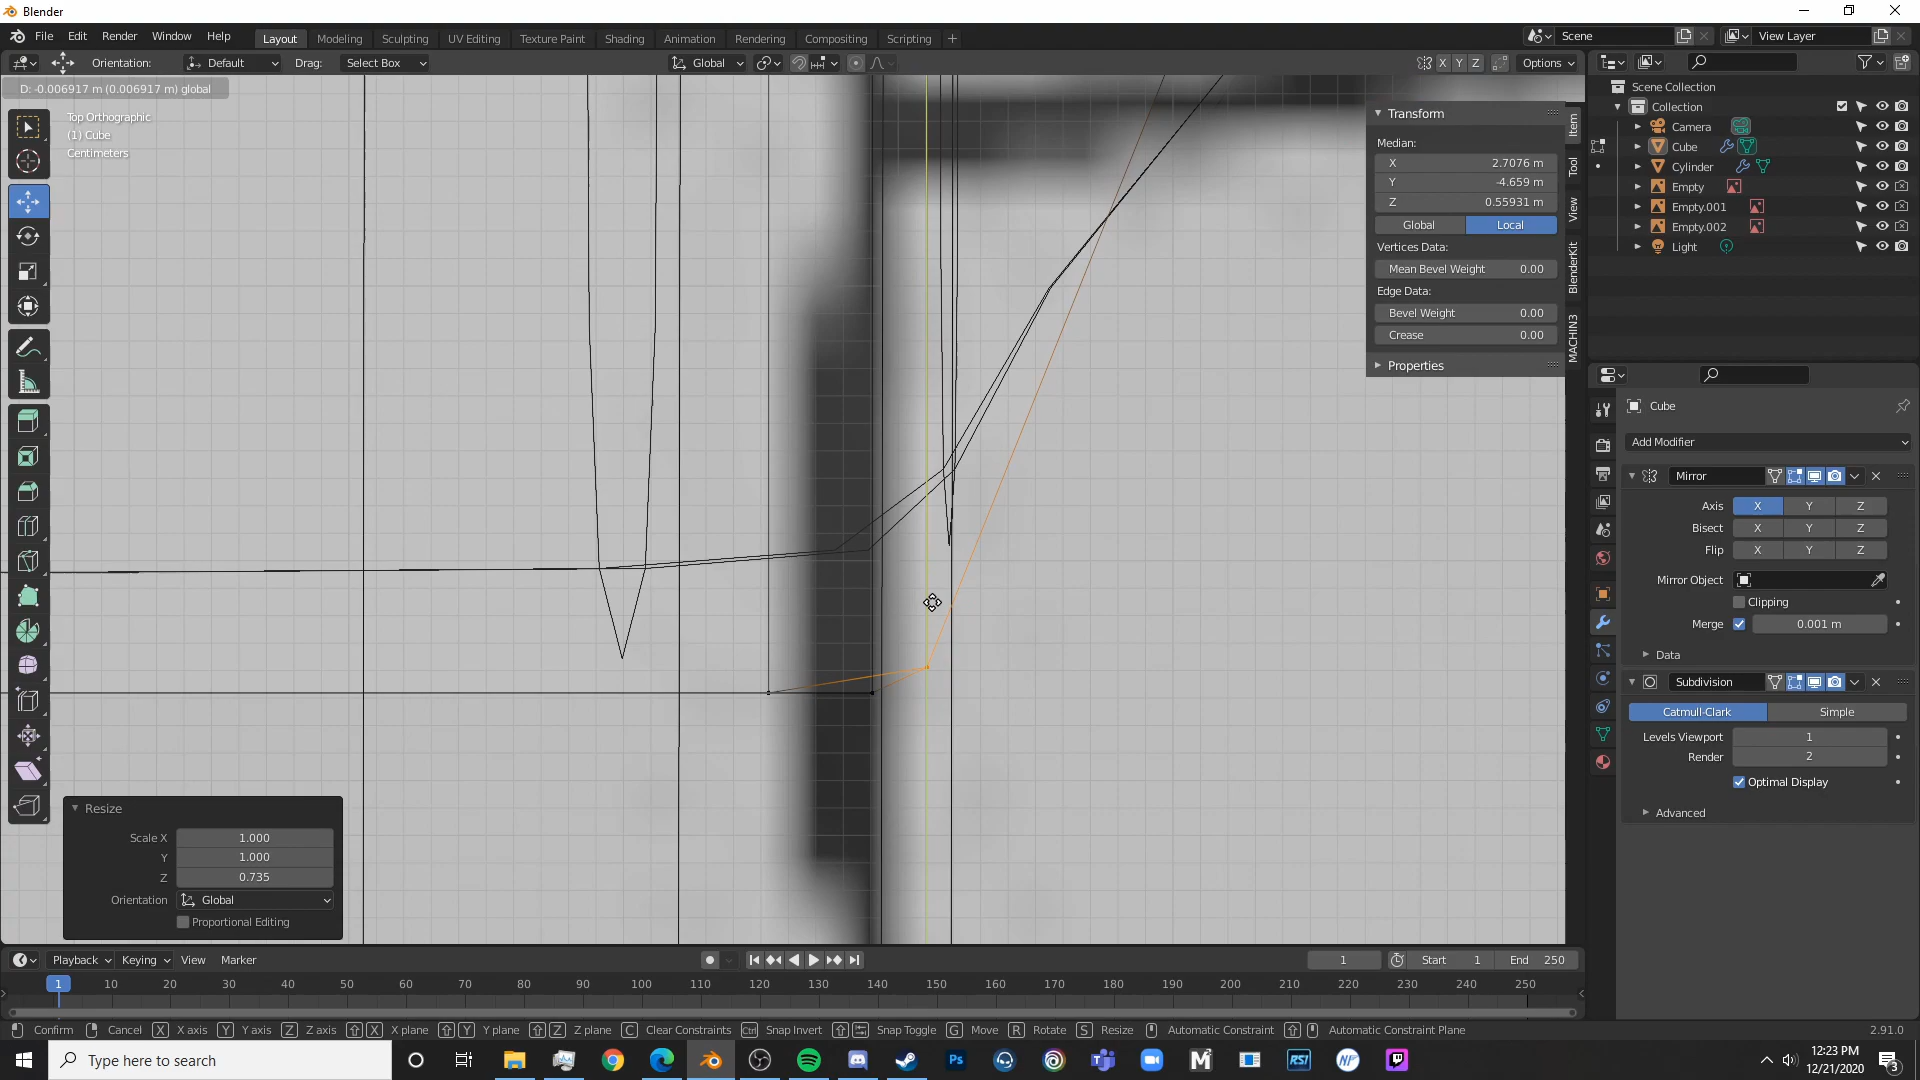 Blender
File Edit Render Window Help
Layout Modeling Sculpting UV Editing Texture Paint Shading Animation Rendering Compositing Scripting +
Scene View Layer
Orientation: Default Drag: Select Box Global X Y Z Options
D: -0.006917 m (0.006917 m) global
Top Orthographic
(1) Cube
Centimeters
Transform
Median:
X 2.7076 m
Y -4.659 m
Z 0.55931 m
Global Local
Vertices Data:
Mean Bevel Weight 0.00
Edge Data:
Bevel Weight 0.00
Crease 0.00
Properties
Item
Tool
View
BlenderKit
MACHIN3
Scene Collection
Collection
Camera
Cube
Cylinder
Empty
Empty.001
Empty.002
Light
Cube
Add Modifier
Mirror
Axis X Y Z
Bisect X Y Z
Flip X Y Z
Mirror Object
Clipping
Merge 0.001 m
Data
Subdivision
Catmull-Clark Simple
Levels Viewport 1
Render 2
Optimal Display
Advanced
Resize
Scale X 1.000
Y 1.000
Z 0.735
Orientation Global
Proportional Editing
Playback Keying View Marker 1 Start 1 End 250
1 10 20 30 40 50 60 70 80 90 100 110 120 130 140 150 160 170 180 190 200 210 220 230 240 250
Confirm Cancel X X axis Y Y axis Z Z axis X X plane Y Y plane Z Z plane C Clear Constraints Ctrl Snap Invert Snap Toggle G Move R Rotate S Resize Automatic Constraint Automatic Constraint Plane 2.91.0
Type here to search
Ps
M
RSI
NF
12:23 PM
12/21/2020
3